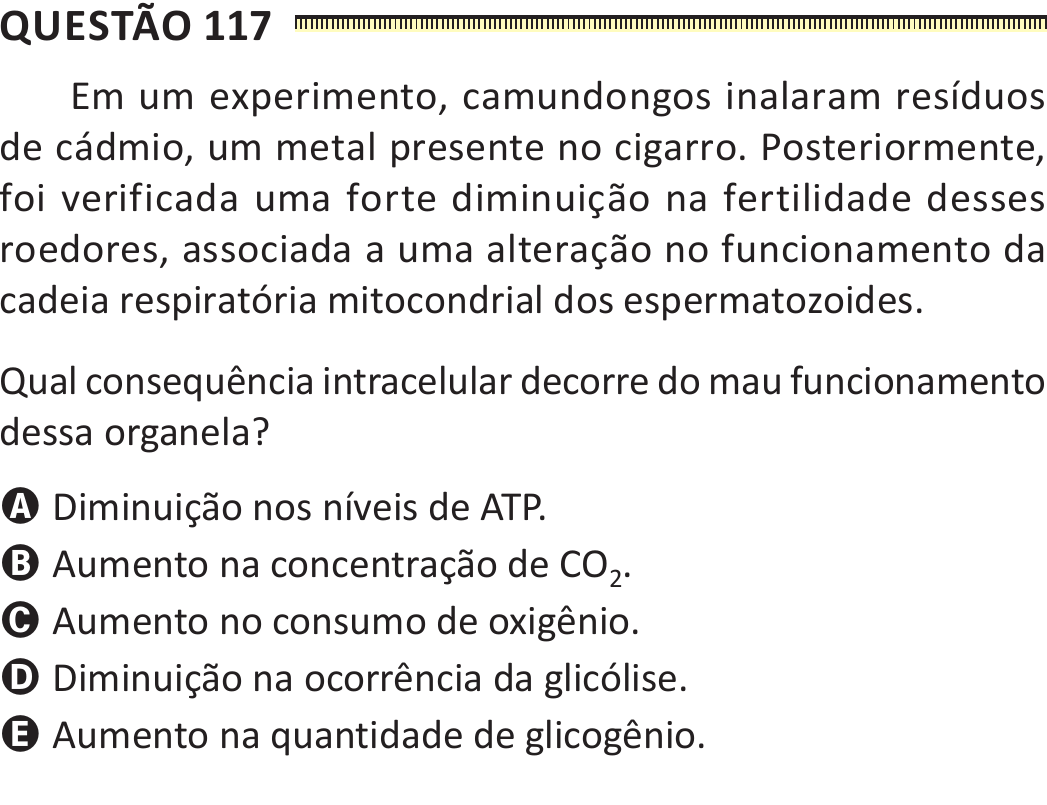 QUESTÃO 117
Em um experimento, camundongos inalaram resíduos
de cádmio, um metal presente no cigarro. Posteriormente,
foi verificada uma forte diminuição na fertilidade desses
roedores, associada a uma alteração no funcionamento da
cadeia respiratória mitocondrial dos espermatozoides.
Qual consequência intracelular decorre do mau funcionamento
dessa organela?
A Diminuição nos níveis de ATP.
B Aumento na concentração de CO₂.
C Aumento no consumo de oxigênio.
D Diminuição na ocorrência da glicólise.
E Aumento na quantidade de glicogênio.